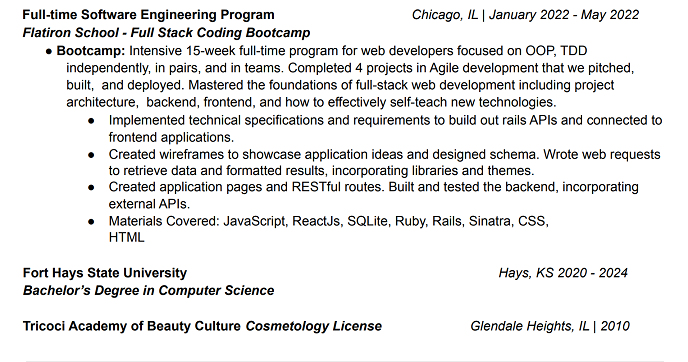 Full-time Software Engineering Program Chicago, IL | January 2022 - May 2022
Flatiron School - Full Stack Coding Bootcamp
● Bootcamp: Intensive 15-week full-time program for web developers focused on OOP, TDD
independently, in pairs, and in teams. Completed 4 projects in Agile development that we pitched,
built, and deployed. Mastered the foundations of full-stack web development including project
architecture, backend, frontend, and how to effectively self-teach new technologies.
● Implemented technical specifications and requirements to build out rails APIs and connected to
frontend applications.
● Created wireframes to showcase application ideas and designed schema. Wrote web requests
to retrieve data and formatted results, incorporating libraries and themes.
● Created application pages and RESTful routes. Built and tested the backend, incorporating
external APIs.
● Materials Covered: JavaScript, ReactJs, SQLite, Ruby, Rails, Sinatra, CSS,
HTML
Fort Hays State University Hays, KS 2020 - 2024
Bachelor's Degree in Computer Science
Tricoci Academy of Beauty Culture Cosmetology License Glendale Heights, IL | 2010